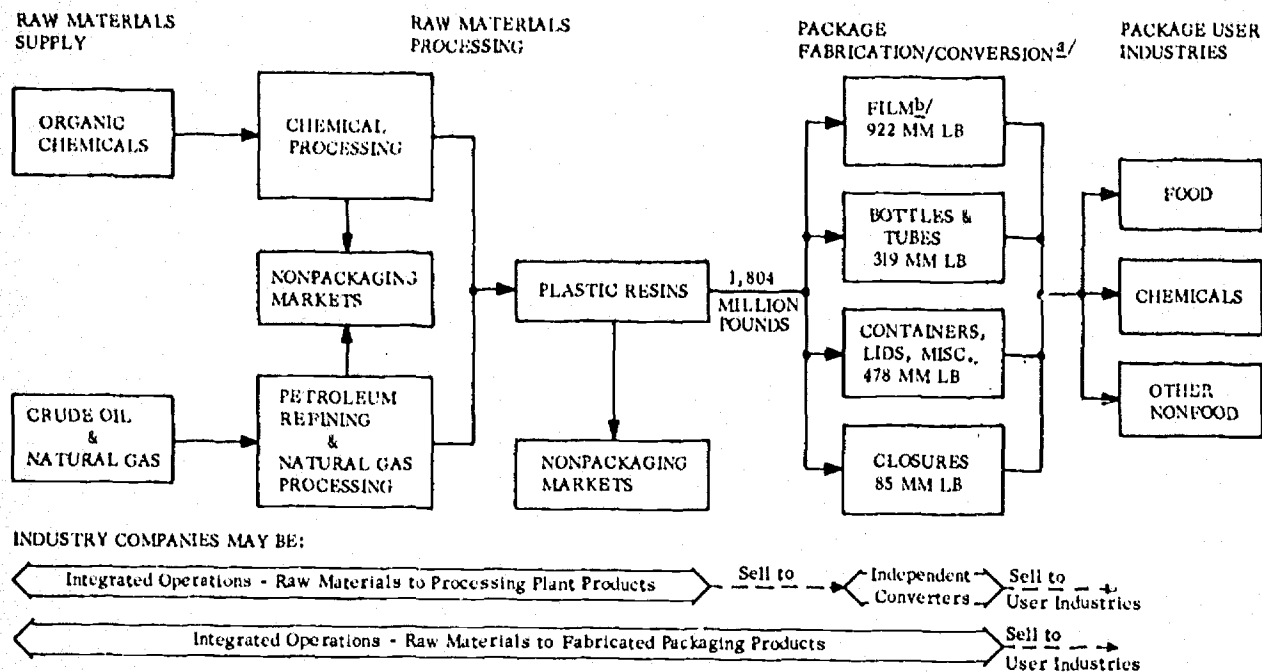 RAW MATERIALS
SUPPLY
RAW MATERIALS
PROCESSING
PACKAGE
FABRICATION/CONVERSION a/
PACKAGE USER
INDUSTRIES
ORGANIC
CHEMICALS
CHEMICAL
PROCESSING
NONPACKAGING
MARKETS
CRUDE OIL
&
NATURAL GAS
PETROLEUM
REFINING
&
NATURAL GAS
PROCESSING
PLASTIC RESINS
NONPACKAGING
MARKETS
1,804
MILLION
POUNDS
FILM b/
922 MM LB
BOTTLES &
TUBES
319 MM LB
CONTAINERS,
LIDS, MISC.
478 MM LB
CLOSURES
85 MM LB
FOOD
CHEMICALS
OTHER
NONFOOD
INDUSTRY COMPANIES MAY BE:
Integrated Operations - Raw Materials to Processing Plant Products
Sell to
Independent
Converters
Sell to
User Industries
Integrated Operations - Raw Materials to Fabricated Packaging Products
Sell to
User Industries